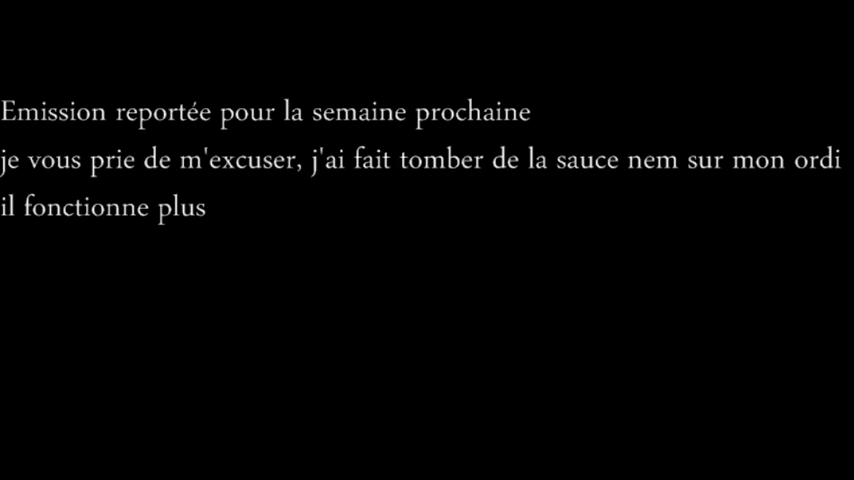 Emission reportée pour la semaine prochaine
je vous prie de m'excuser, j'ai fait tomber de la sauce nem sur mon ordi
il fonctionne plus